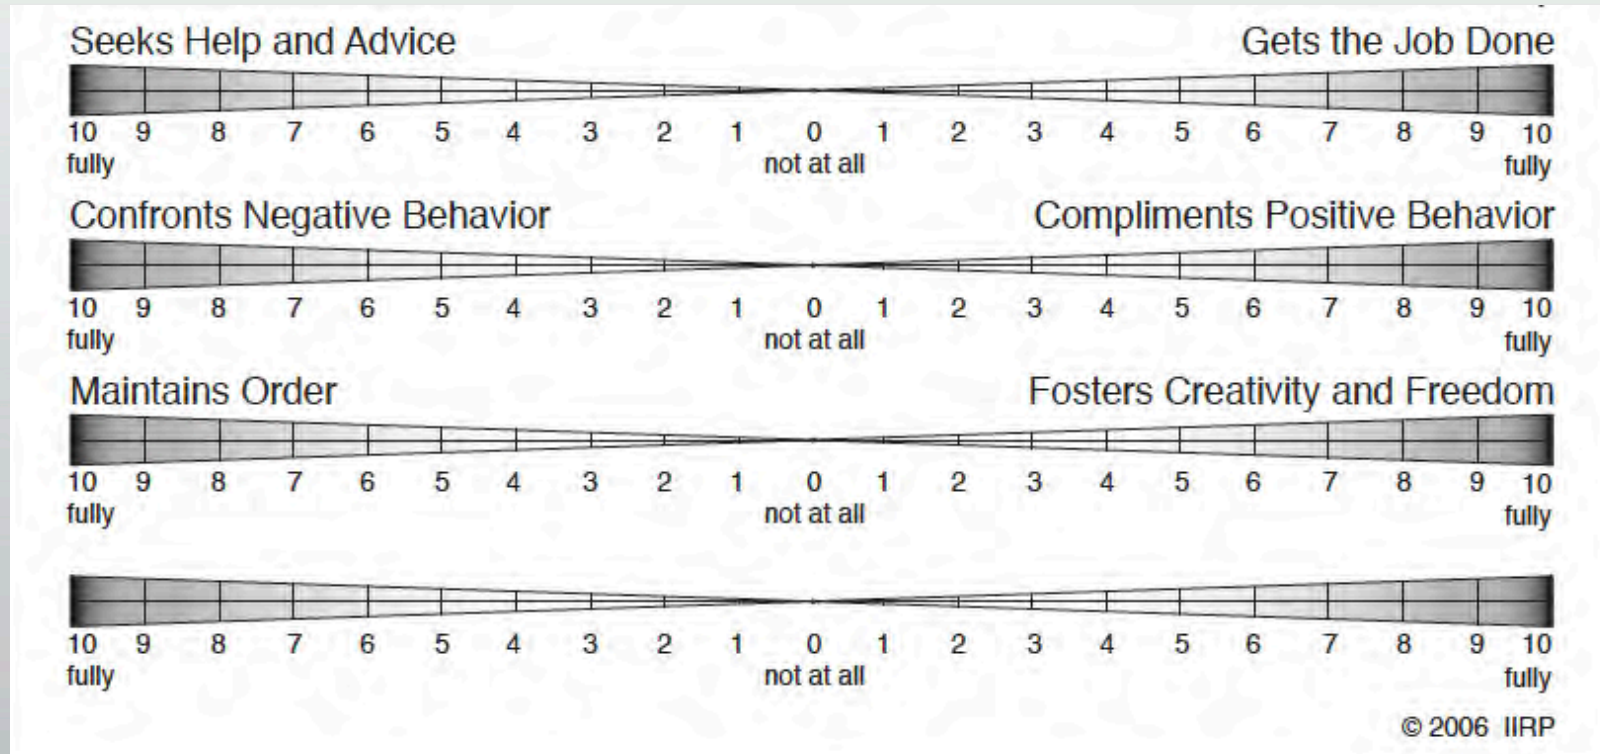 Seeks Help and Advice Gets the Job Done
10 9 8 7 6 5 4 3 2 1 0 1 2 3 4 5 6 7 8 9 10
fully not at all fully
Confronts Negative Behavior Compliments Positive Behavior
10 9 8 7 6 5 4 3 2 1 0 1 2 3 4 5 6 7 8 9 10
fully not at all fully
Maintains Order Fosters Creativity and Freedom
10 9 8 7 6 5 4 3 2 1 0 1 2 3 4 5 6 7 8 9 10
fully not at all fully
10 9 8 7 6 5 4 3 2 1 0 1 2 3 4 5 6 7 8 9 10
fully not at all fully
© 2006 IIRP